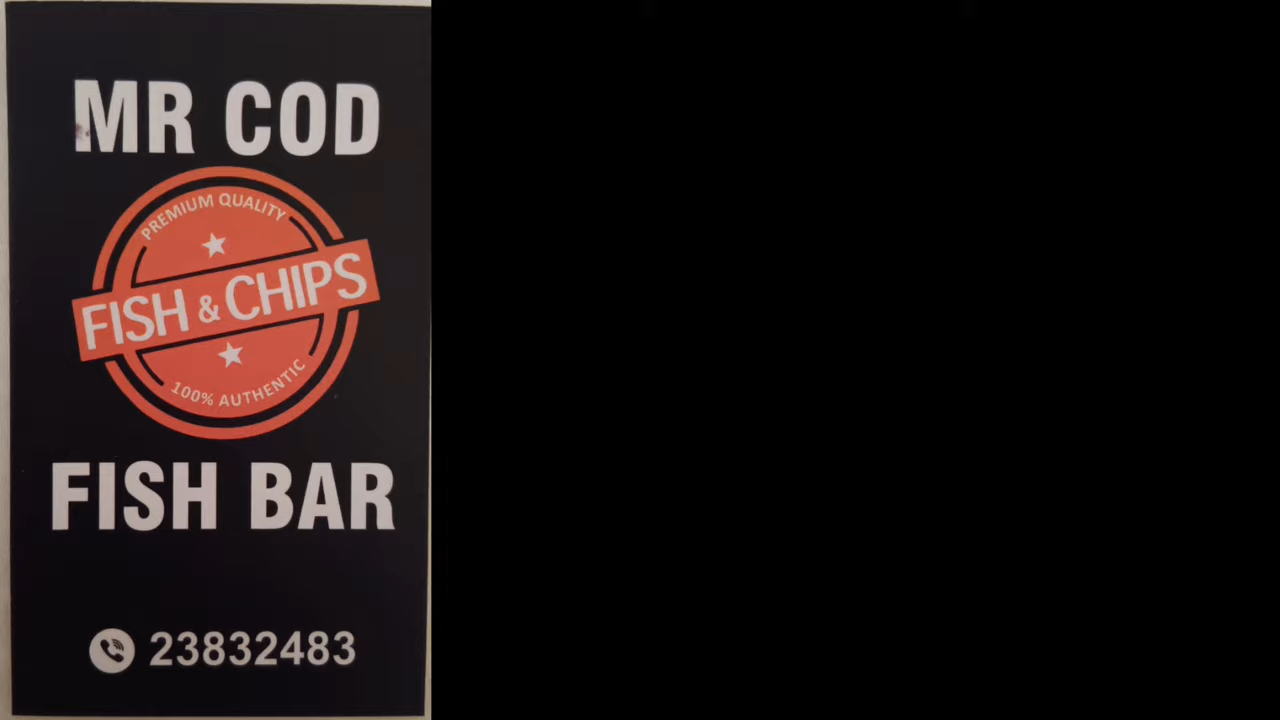 MR COD
PREMIUM QUALITY
FISH & CHIPS
100% AUTHENTIC
FISH BAR
23832483